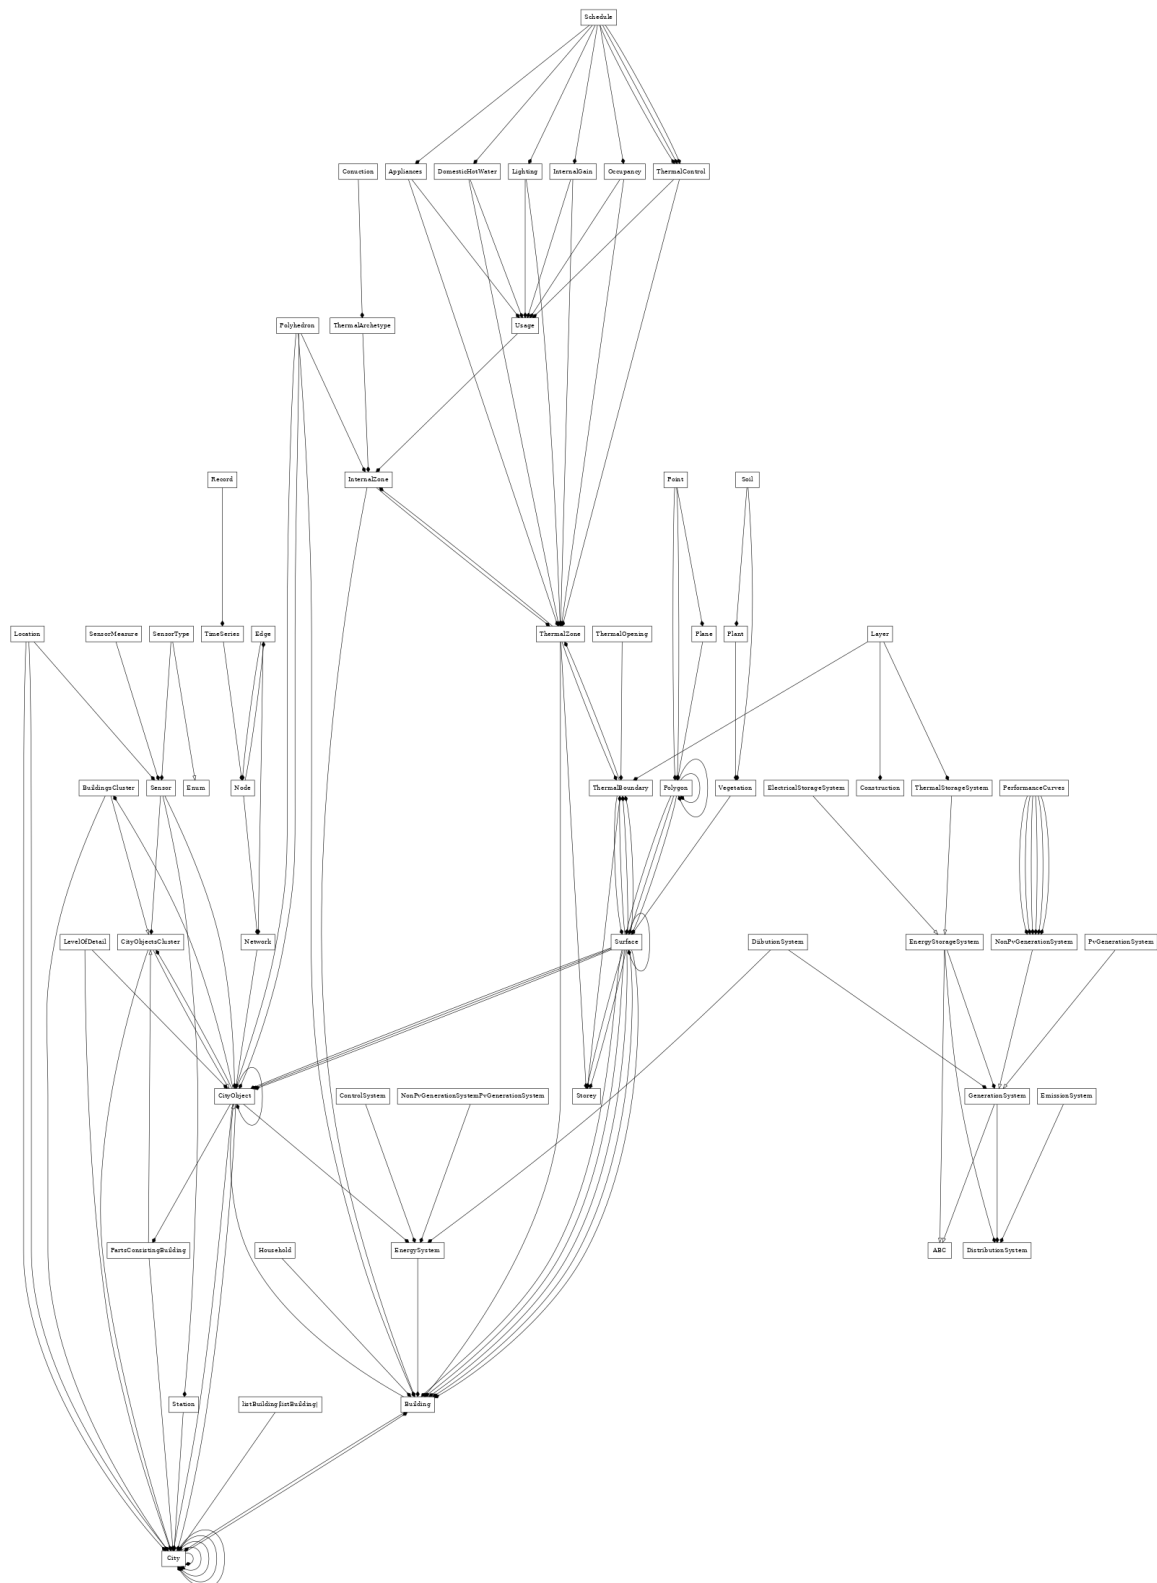 Schedule
Conuction
Appliances
DomesticHotWater
Lighting
InternalGain
Occupancy
ThermalControl
Polyhedron
ThermalArchetype
Usage
Record
InternalZone
Point
Soil
Location
SensorMeasure
SensorType
TimeSeries
Edge
ThermalZone
ThermalOpening
Plane
Plant
Layer
BuildingsCluster
Sensor
Enum
Node
ThermalBoundary
Polygon
Vegetation
ElectricalStorageSystem
Construction
ThermalStorageSystem
PerformanceCurves
LevelOfDetail
CityObjectsCluster
Network
Surface
DiibutionSystem
EnergyStorageSystem
NonPvGenerationSystem
PvGenerationSystem
CityObject
ControlSystem
NonPvGenerationSystemPvGenerationSystem
Storey
GenerationSystem
EmissionSystem
PartsConsistingBuilding
Household
EnergySystem
ABC
DistributionSystem
Station
Building
City